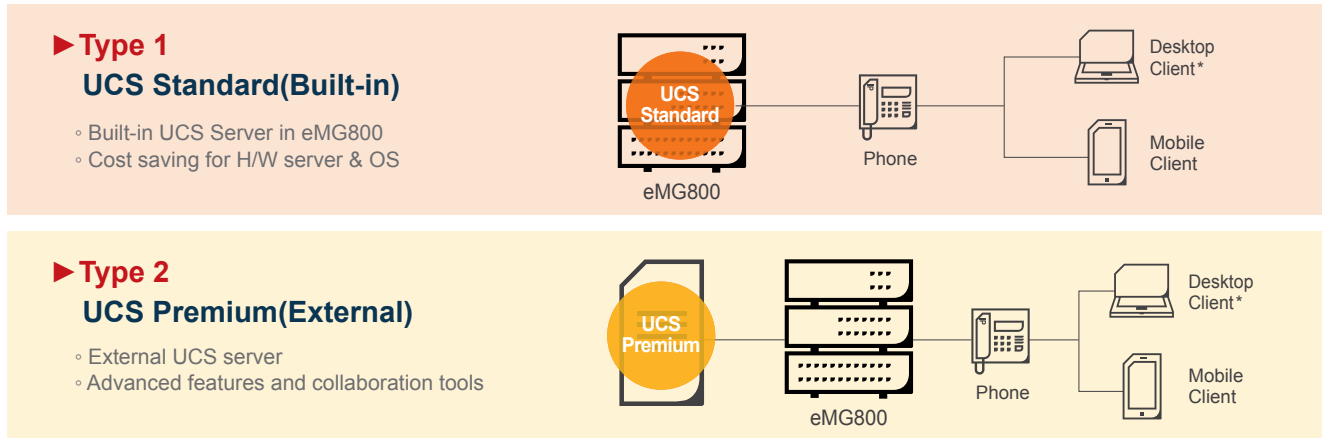 ▶Type 1
UCS Standard(Built-in)
◦ Built-in UCS Server in eMG800
◦ Cost saving for H/W server & OS
UCS
Standard
eMG800
Phone
Desktop
Client*
Mobile
Client
▶Type 2
UCS Premium(External)
◦ External UCS server
◦ Advanced features and collaboration tools
UCS
Premium
eMG800
Phone
Desktop
Client*
Mobile
Client